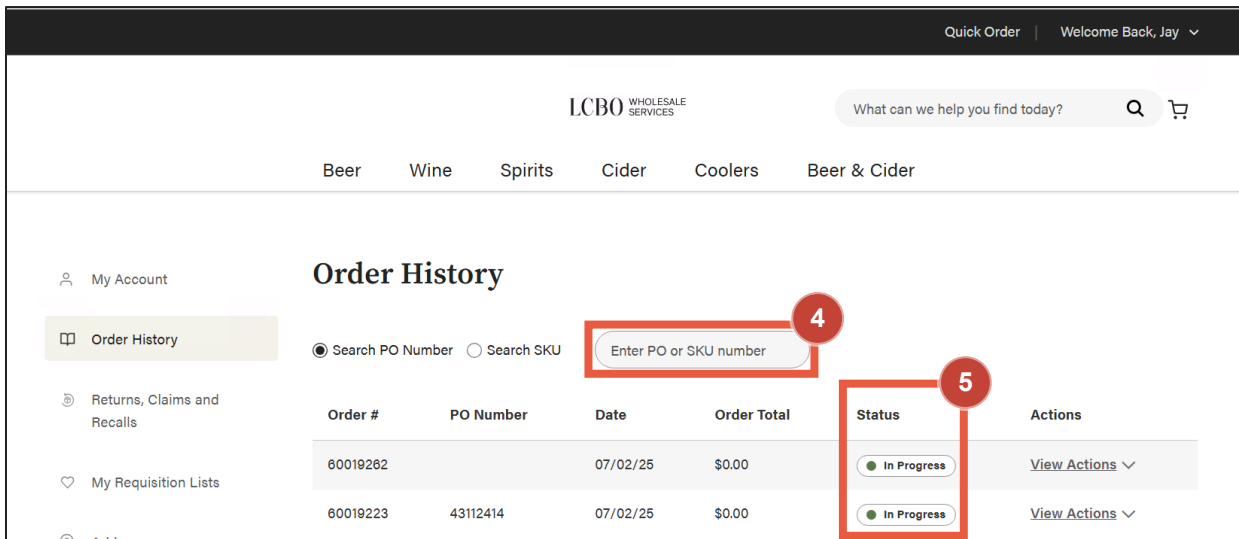 Quick Order | Welcome Back, Jay
LCBO WHOLESALE SERVICES
What can we help you find today?
Beer Wine Spirits Cider Coolers Beer & Cider
My Account
Order History
Order History
4
Search PO Number Search SKU Enter PO or SKU number
Returns, Claims and
Recalls
5
Order # PO Number Date Order Total Status Actions
60019262 07/02/25 $0.00 In Progress View Actions
My Requisition Lists
60019223 43112414 07/02/25 $0.00 In Progress View Actions